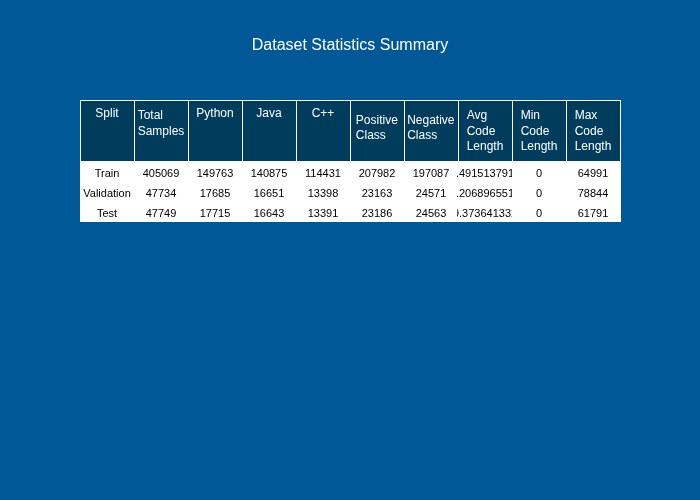 Dataset Statistics Summary
Split Total Samples Python Java C++ Positive Class Negative Class Avg Code Length Min Code Length Max Code Length
Train 405069 149763 140875 114431 207982 197087 .491513791 0 64991
Validation 47734 17685 16651 13398 23163 24571 .206896551 0 78844
Test 47749 17715 16643 13391 23186 24563 .37364133 0 61791